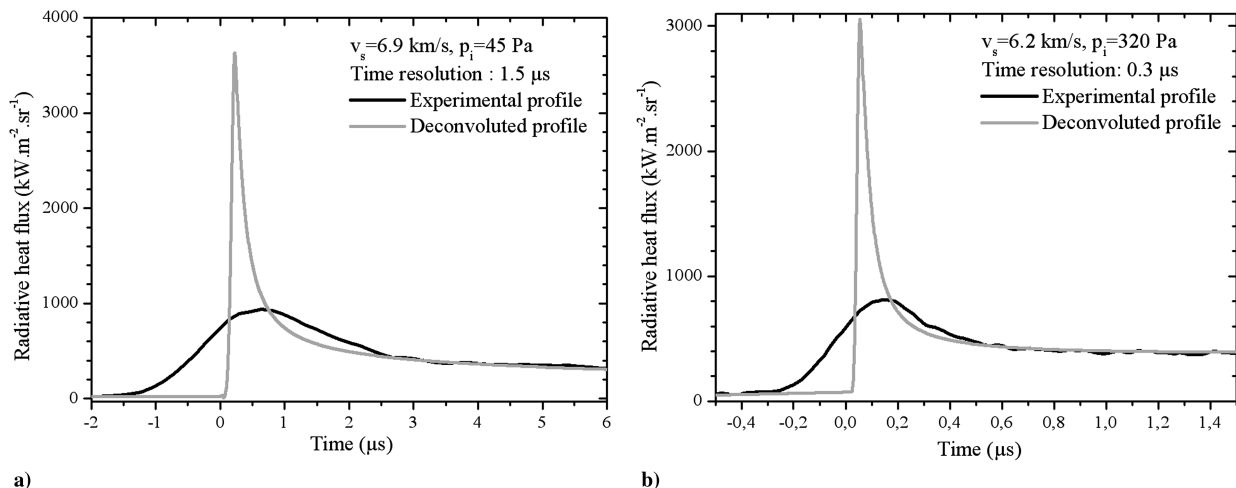 v_s=6.9 km/s, p_i=45 Pa
Time resolution : 1.5 µs
Experimental profile
Deconvoluted profile
Radiative heat flux (kW.m⁻².sr⁻¹)
4000
3000
2000
1000
0
-2 -1 0 1 2 3 4 5 6
Time (µs)
a)
v_s=6.2 km/s, p_i=320 Pa
Time resolution: 0.3 µs
Experimental profile
Deconvoluted profile
Radiative heat flux (kW.m⁻².sr⁻¹)
3000
2000
1000
0
-0,4 -0,2 0,0 0,2 0,4 0,6 0,8 1,0 1,2 1,4
Time (µs)
b)